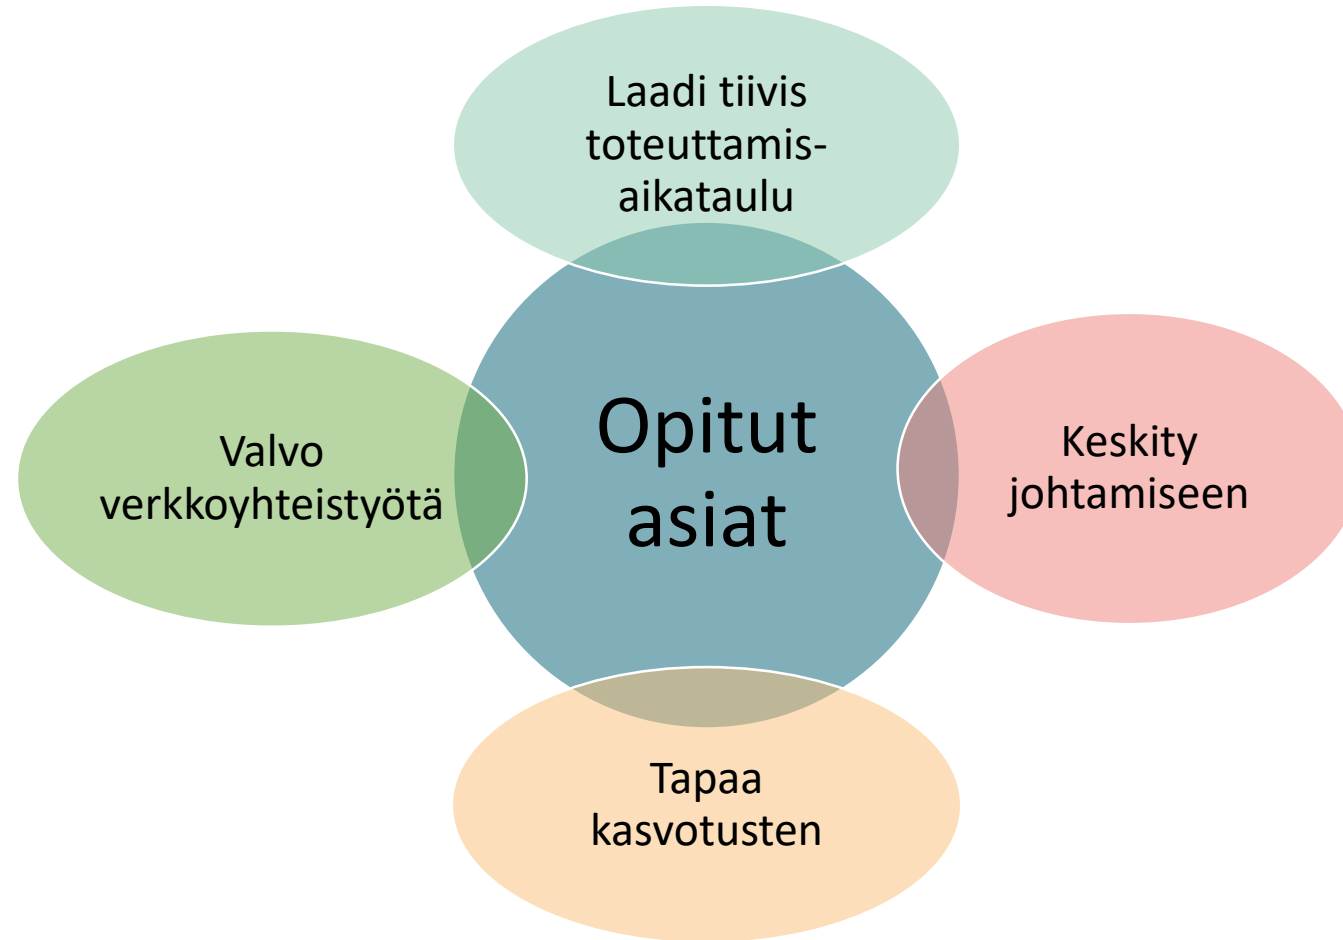 Laadi tiivis
toteuttamis-
aikataulu
Valvo
verkkoyhteistyötä
Opitut
asiat
Keskity
johtamiseen
Tapaa
kasvotusten